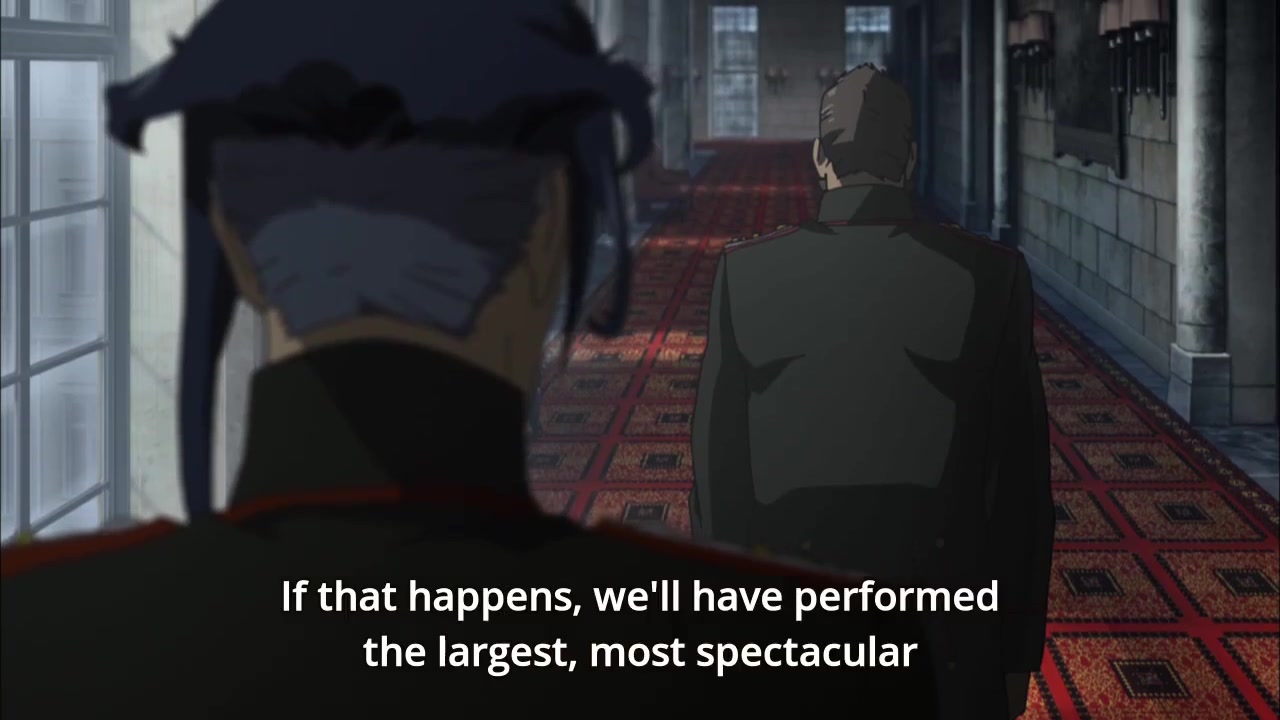 If that happens, we'll have performed
the largest, most spectacular